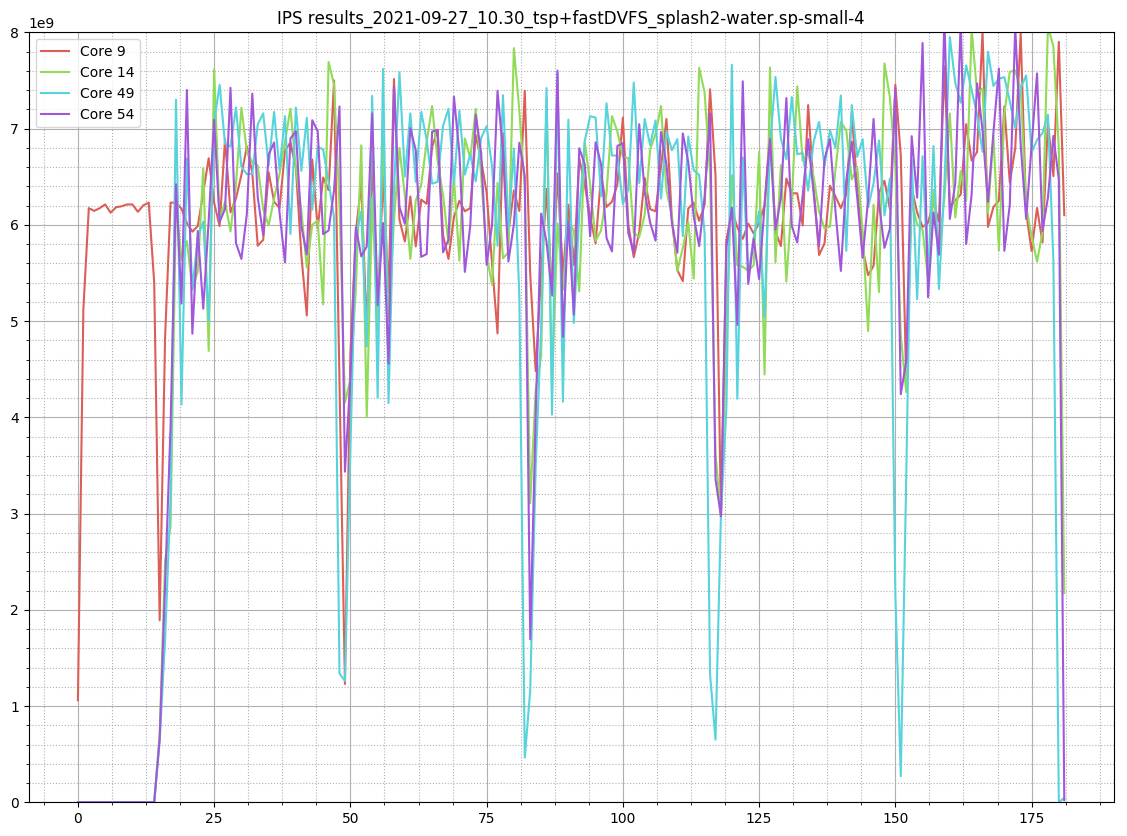 IPS results_2021-09-27_10.30_tsp+fastDVFS_splash2-water.sp-small-4
1e9
Core 9
Core 14
Core 49
Core 54
8
7
6
5
4
3
2
1
0
0 25 50 75 100 125 150 175